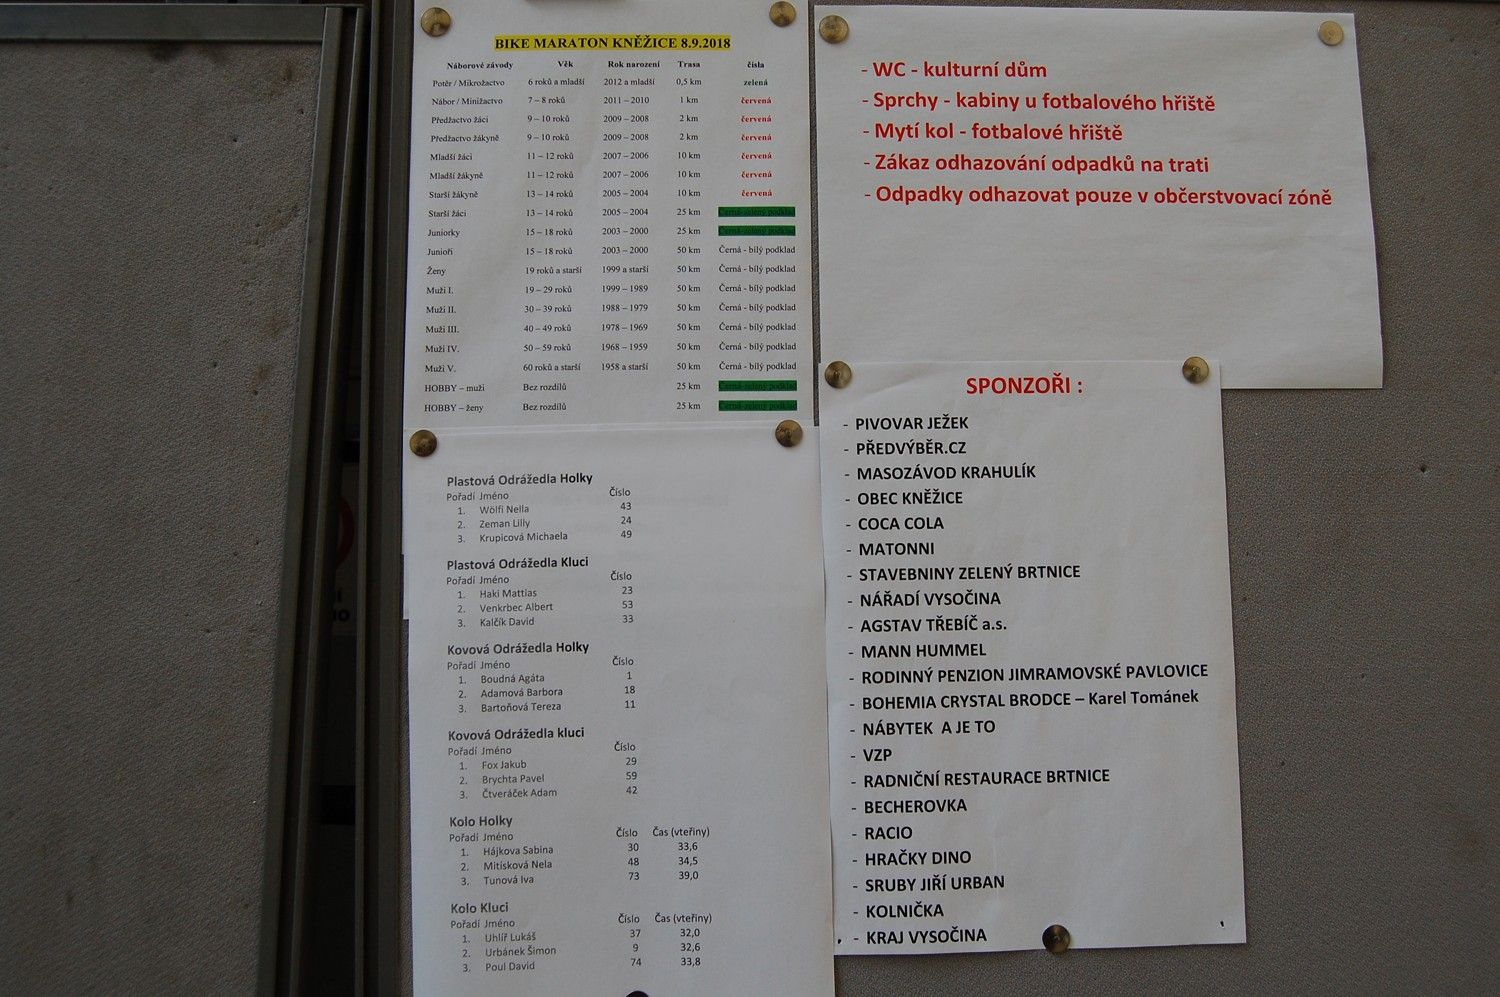 BIKE MARATON KNĚŽICE 8.9.2018
Náborové závody Věk Rok narození Trasa čísla
Potěr / Mikrožactvo 6 roků a mladší 2012 a mladší 0,5 km zelená
Nábor / Minižactvo 7 – 8 roků 2011 – 2010 1 km červená
Předžactvo žáci 9 – 10 roků 2009 – 2008 2 km červená
Předžactvo žákyně 9 – 10 roků 2009 – 2008 2 km červená
Mladší žáci 11 – 12 roků 2007 – 2006 10 km červená
Mladší žákyně 11 – 12 roků 2007 – 2006 10 km červená
Starší žákyně 13 – 14 roků 2005 – 2004 10 km červená
Starší žáci 13 – 14 roků 2005 – 2004 25 km Černá-zelený podklad
Juniorky 15 – 18 roků 2003 – 2000 25 km Černá-zelený podklad
Junioři 15 – 18 roků 2003 – 2000 50 km Černá - bílý podklad
Ženy 19 roků a starší 1999 a starší 50 km Černá - bílý podklad
Muži I. 19 – 29 roků 1999 – 1989 50 km Černá - bílý podklad
Muži II. 30 – 39 roků 1988 – 1979 50 km Černá - bílý podklad
Muži III. 40 – 49 roků 1978 – 1969 50 km Černá - bílý podklad
Muži IV. 50 – 59 roků 1968 – 1959 50 km Černá - bílý podklad
Muži V. 60 roků a starší 1958 a starší 50 km Černá - bílý podklad
HOBBY – muži Bez rozdílů 25 km Černá-zelený podklad
HOBBY – ženy Bez rozdílů 25 km Černá-zelený podklad
Plastová Odrážedla Holky
Pořadí Jméno Číslo
1. Wölfl Nella 43
2. Zeman Lilly 24
3. Krupicová Michaela 49
Plastová Odrážedla Kluci
Pořadí Jméno Číslo
1. Haki Mattias 23
2. Venkrbec Albert 53
3. Kalčík David 33
Kovová Odrážedla Holky
Pořadí Jméno Číslo
1. Boudná Agáta 1
2. Adamová Barbora 18
3. Bartoňová Tereza 11
Kovová Odrážedla kluci
Pořadí Jméno Číslo
1. Fox Jakub 29
2. Brychta Pavel 59
3. Čtveráček Adam 42
Kolo Holky
Pořadí Jméno Číslo Čas (vteřiny)
1. Hájkova Sabina 30 33,6
2. Mitisková Nela 48 34,5
3. Tunová Iva 73 39,0
Kolo Kluci
Pořadí Jméno Číslo Čas (vteřiny)
1. Uhlíř Lukáš 37 32,0
2. Urbánek Šimon 9 32,6
3. Poul David 74 33,8
- WC - kulturní dům
- Sprchy - kabiny u fotbalového hřiště
- Mytí kol - fotbalové hřiště
- Zákaz odhazování odpadků na trati
- Odpadky odhazovat pouze v občerstvovací zóně
SPONZOŘI :
- PIVOVAR JEŽEK
- PŘEDVÝBĚR.CZ
- MASOZÁVOD KRAHULÍK
- OBEC KNĚŽICE
- COCA COLA
- MATONNI
- STAVEBNINY ZELENÝ BRTNICE
- NÁŘADÍ VYSOČINA
- AGSTAV TŘEBÍČ a.s.
- MANN HUMMEL
- RODINNÝ PENZION JIMRAMOVSKÉ PAVLOVICE
- BOHEMIA CRYSTAL BRODCE – Karel Tománek
- NÁBYTEK A JE TO
- VZP
- RADNIČNÍ RESTAURACE BRTNICE
- BECHEROVKA
- RACIO
- HRAČKY DINO
- SRUBY JIŘÍ URBAN
- KOLNIČKA
- KRAJ VYSOČINA